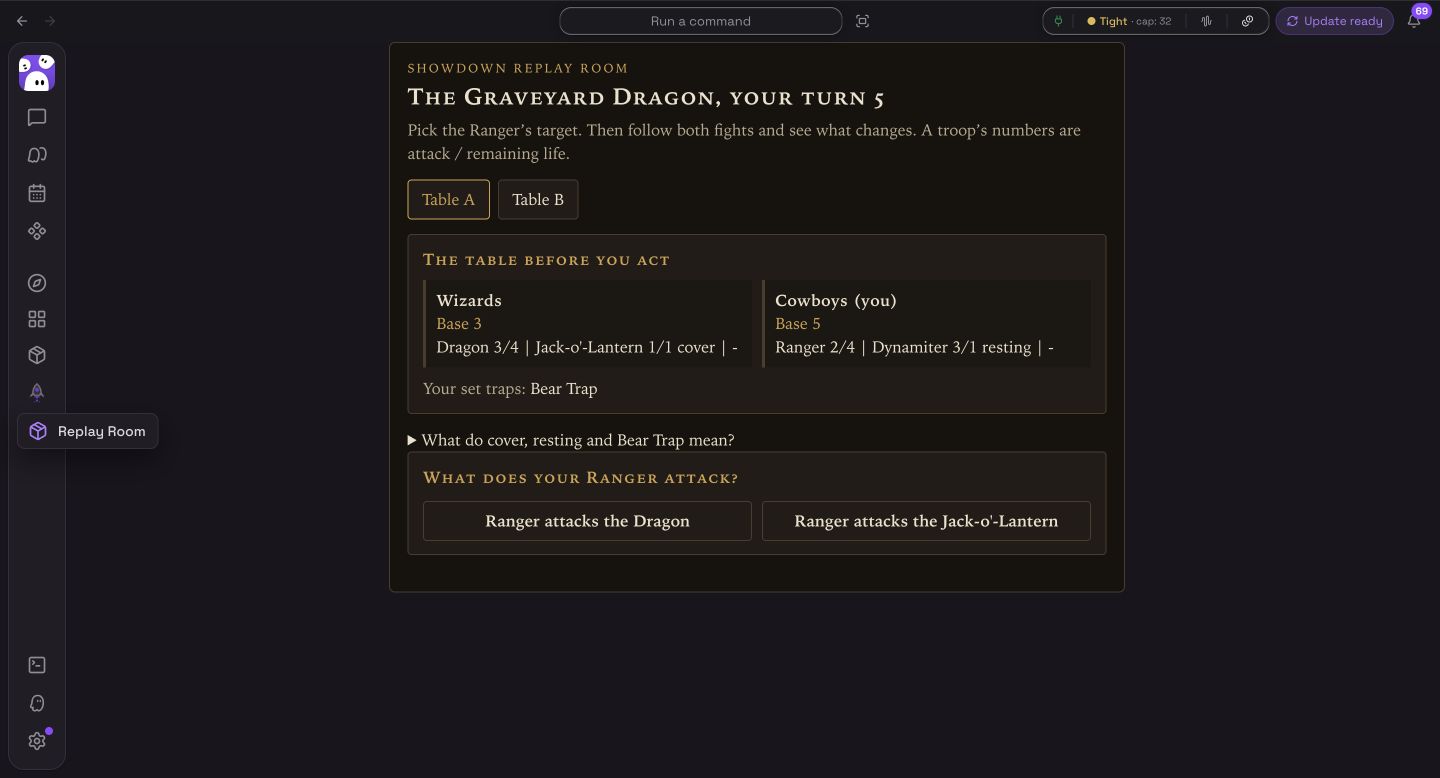 Run a command
Tight · cap: 32
Update ready
69
SHOWDOWN REPLAY ROOM
The Graveyard Dragon, your turn 5
Pick the Ranger's target. Then follow both fights and see what changes. A troop's numbers are
attack / remaining life.
Table A
Table B
The table before you act
Wizards
Base 3
Dragon 3/4 | Jack-o'-Lantern 1/1 cover | -
Cowboys (you)
Base 5
Ranger 2/4 | Dynamiter 3/1 resting | -
Your set traps: Bear Trap
Replay Room
What do cover, resting and Bear Trap mean?
What does your Ranger attack?
Ranger attacks the Dragon
Ranger attacks the Jack-o'-Lantern